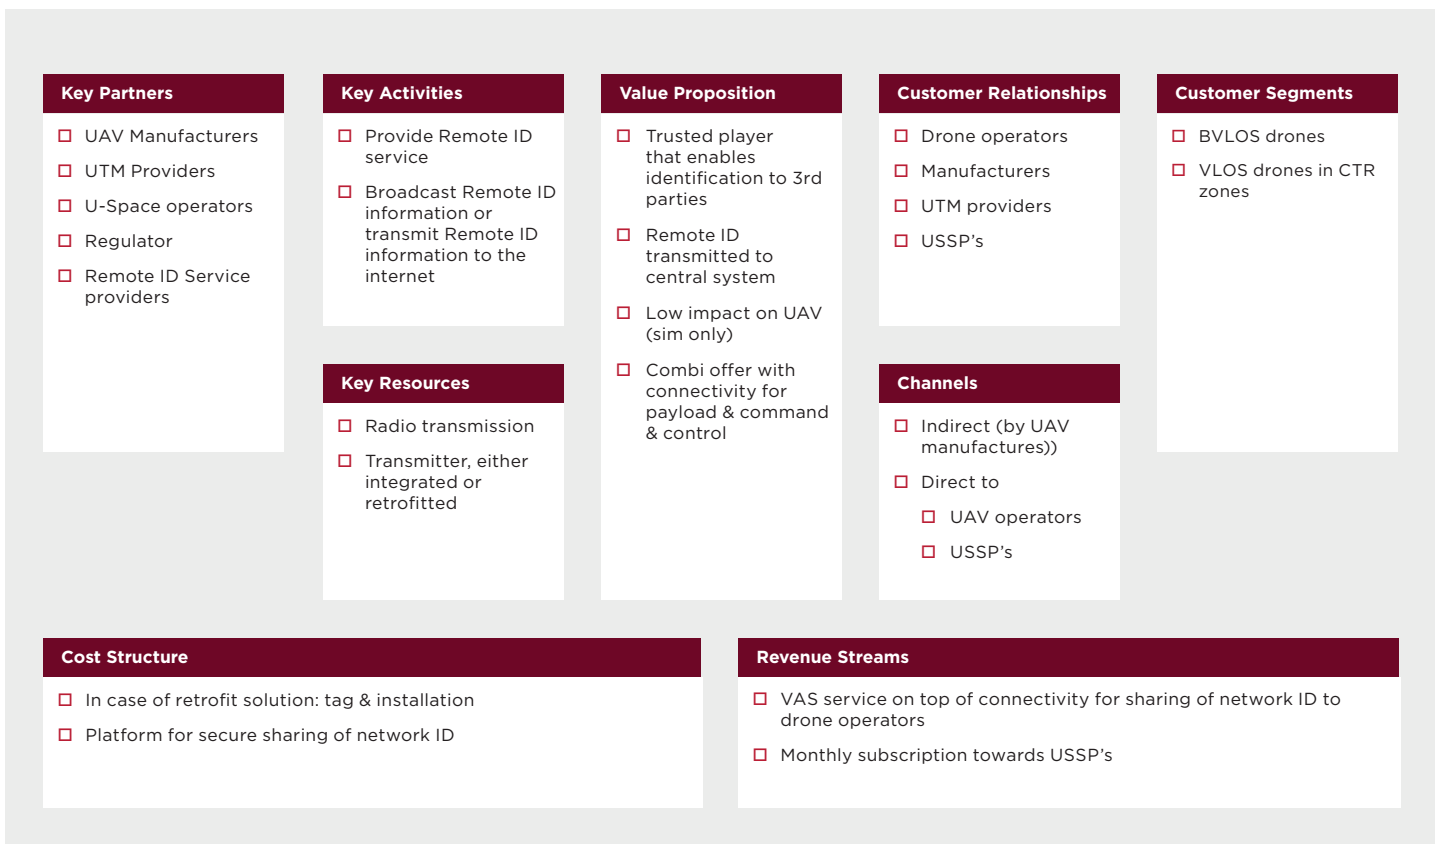 Key Partners
UAV Manufacturers
UTM Providers
U-Space operators
Regulator
Remote ID Service
providers
Key Activities
Provide Remote ID
service
Broadcast Remote ID
information or
transmit Remote ID
information to the
internet
Key Resources
Radio transmission
Transmitter, either
integrated or
retrofitted
Value Proposition
Trusted player
that enables
identification to 3rd
parties
Remote ID
transmitted to
central system
Low impact on UAV
(sim only)
Combi offer with
connectivity for
payload & command
& control
Customer Relationships
Drone operators
Manufacturers
UTM providers
USSP's
Channels
Indirect (by UAV
manufactures))
Direct to
UAV operators
USSP's
Customer Segments
BVLOS drones
VLOS drones in CTR
zones
Cost Structure
In case of retrofit solution: tag & installation
Platform for secure sharing of network ID
Revenue Streams
VAS service on top of connectivity for sharing of network ID to
drone operators
Monthly subscription towards USSP's